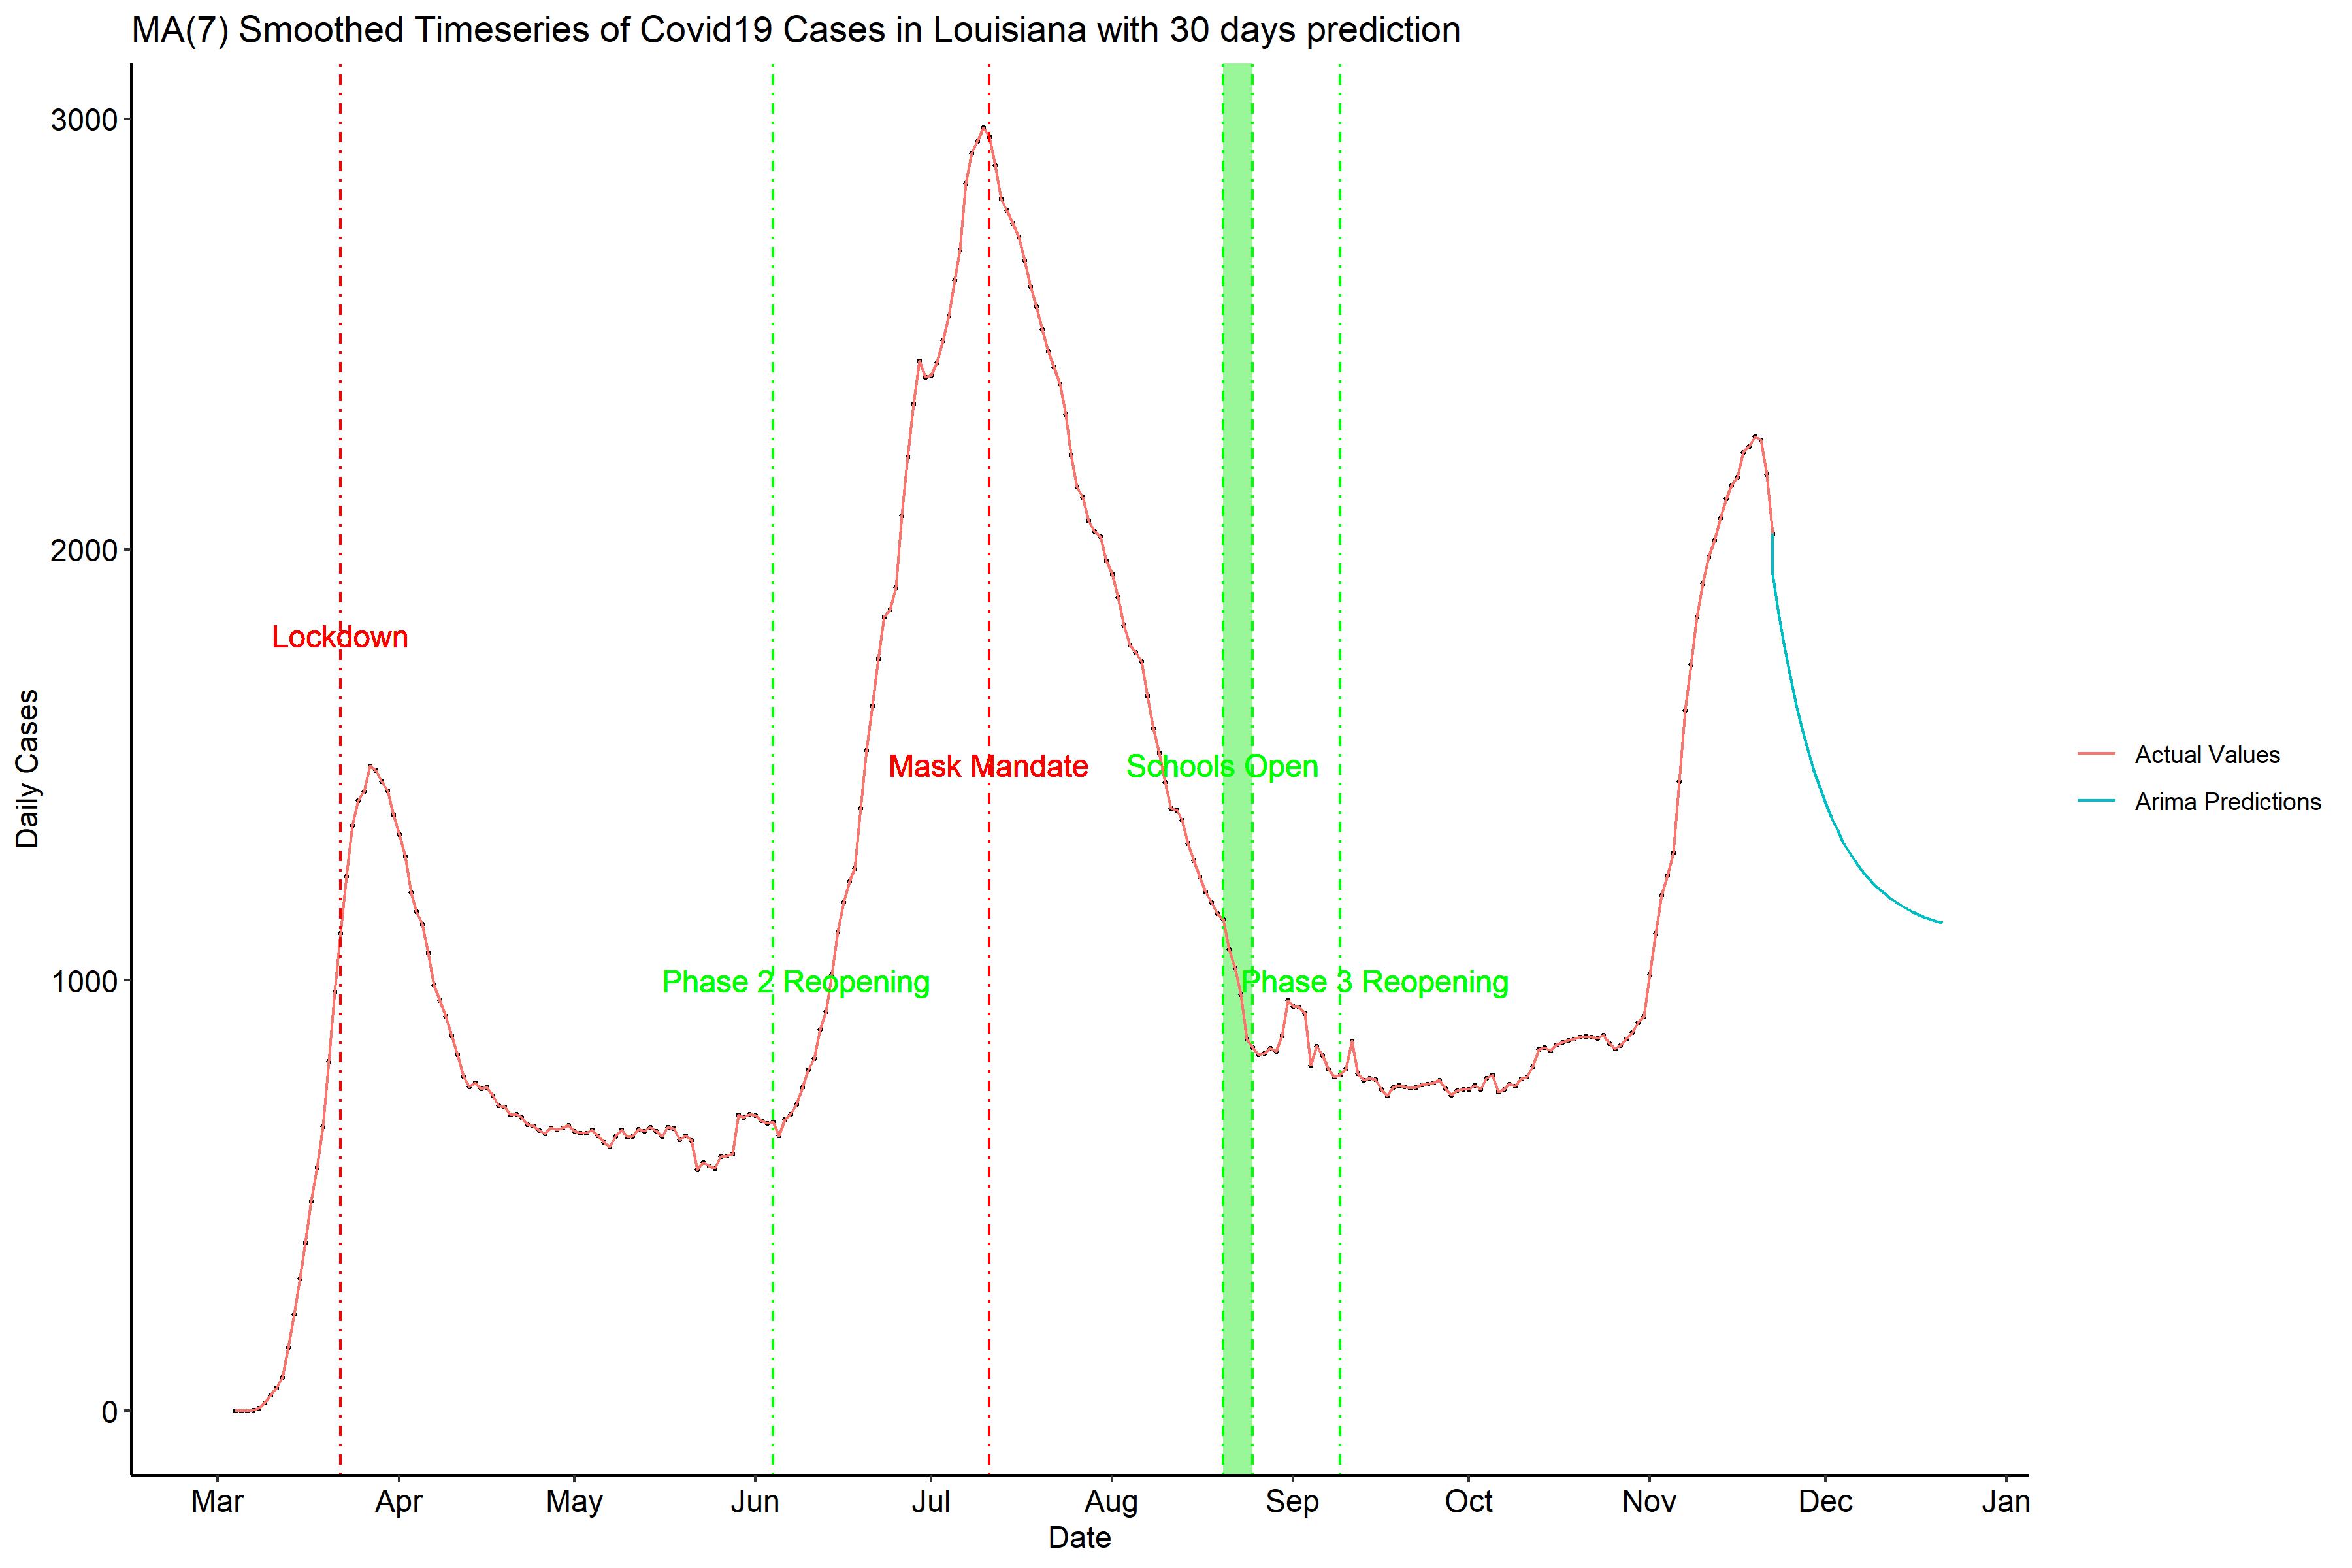 MA(7) Smoothed Timeseries of Covid19 Cases in Louisiana with 30 days prediction
3000
2000
1000
0
Daily Cases
Lockdown
Mask Mandate
Schools Open
Phase 2 Reopening
Phase 3 Reopening
Actual Values
Arima Predictions
Mar Apr May Jun Jul Aug Sep Oct Nov Dec Jan
Date